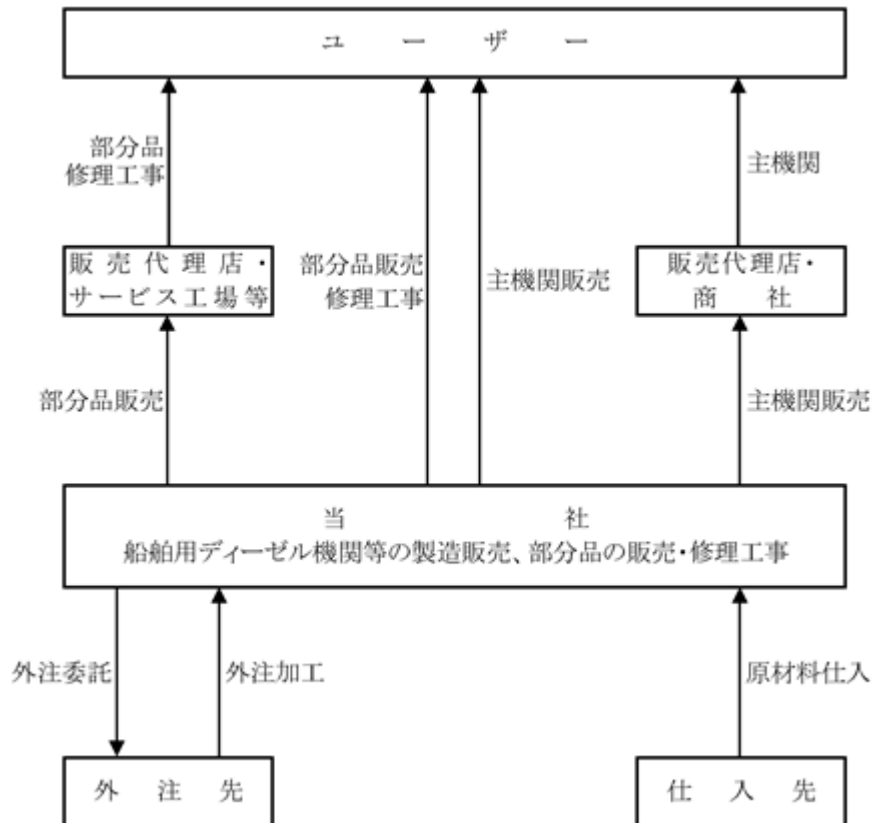 ユーザー
部分品
修理工事
主機関
販売代理店・
サービス工場等
部分品販売
修理工事
主機関販売
販売代理店・
商社
部分品販売
主機関販売
当社
船舶用ディーゼル機関等の製造販売、部分品の販売・修理工事
外注委託
外注加工
原材料仕入
外注先
仕入先